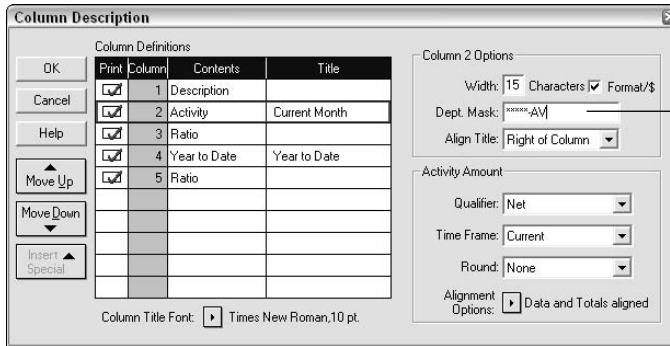 Column Description
OK
Cancel
Help
Move Up
Move Down
Insert
Special
Column Definitions
Print Column Contents Title
1 Description
2 Activity Current Month
3 Ratio
4 Year to Date Year to Date
5 Ratio
Column Title Font: Times New Roman,10 pt.
Column 2 Options
Width: 15 Characters Format/$
Dept. Mask: *****-AV
Align Title: Right of Column
Activity Amount
Qualifier: Net
Time Frame: Current
Round: None
Alignment
Options: Data and Totals aligned